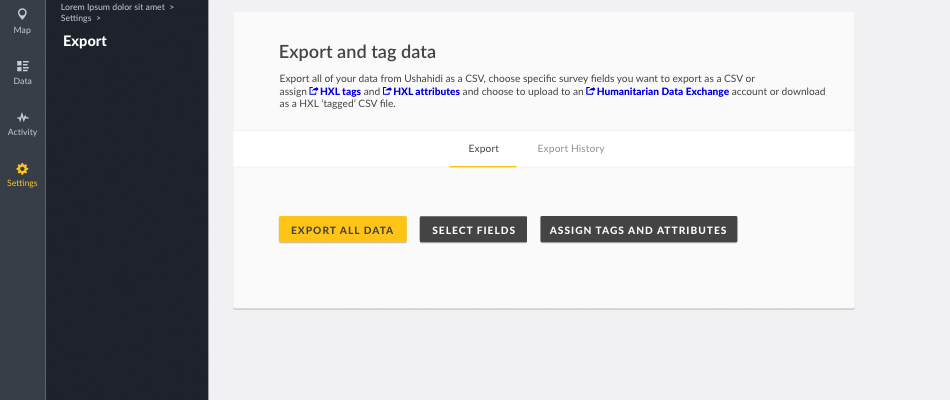 Map
Data
Activity
Settings
Lorem Ipsum dolor sit amet >
Settings >
Export
Export and tag data
Export all of your data from Ushahidi as a CSV, choose specific survey fields you want to export as a CSV or
assign HXL tags and HXL attributes and choose to upload to an Humanitarian Data Exchange account or download
as a HXL 'tagged' CSV file.
Export
Export History
EXPORT ALL DATA
SELECT FIELDS
ASSIGN TAGS AND ATTRIBUTES